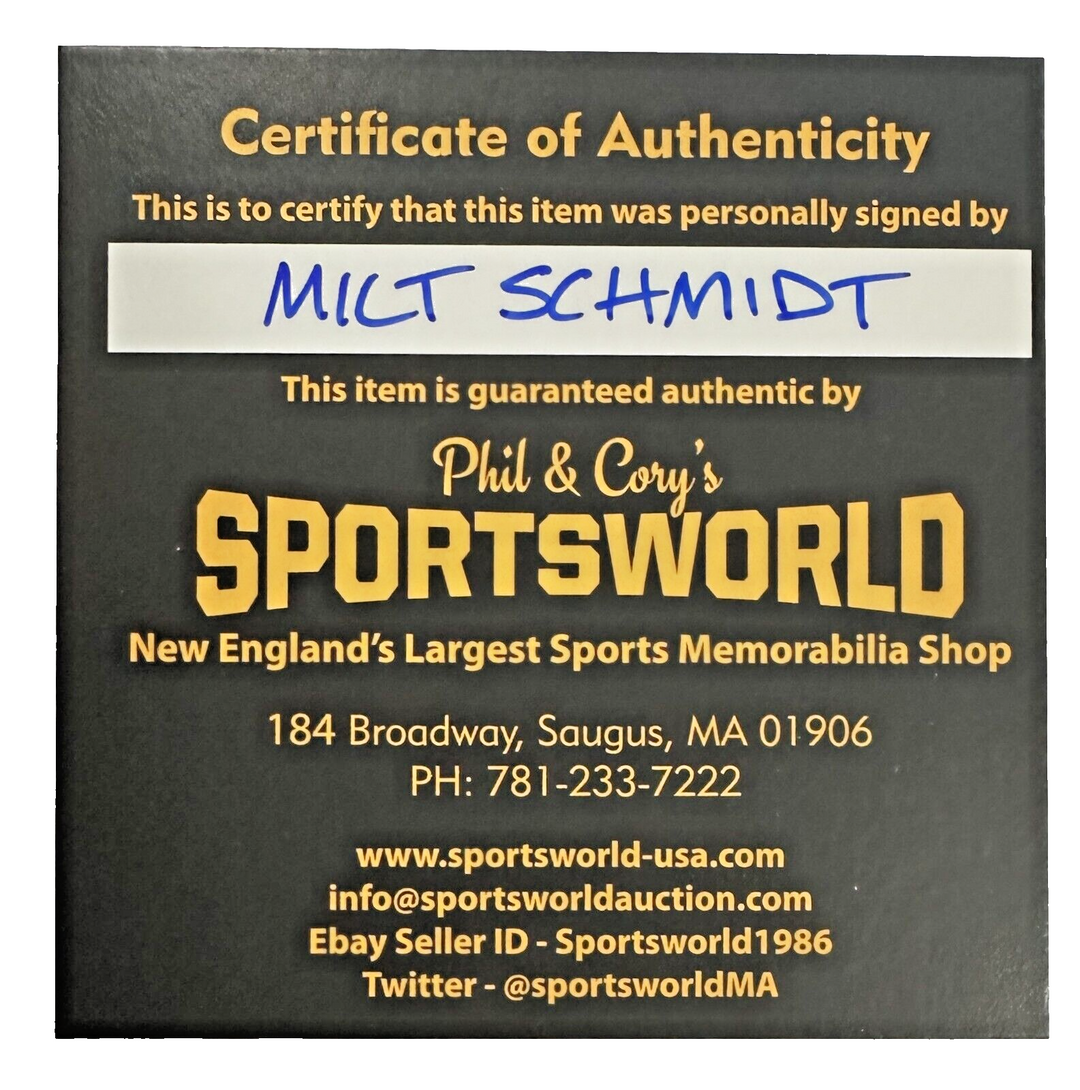 Certificate of Authenticity
This is to certify that this item was personally signed by
MILT SCHMIDT
This item is guaranteed authentic by
Phil & Cory's
SPORTSWORLD
New England's Largest Sports Memorabilia Shop
184 Broadway, Saugus, MA 01906
PH: 781-233-7222
www.sportsworld-usa.com
info@sportsworldauction.com
Ebay Seller ID - Sportsworld1986
Twitter - @sportsworldMA